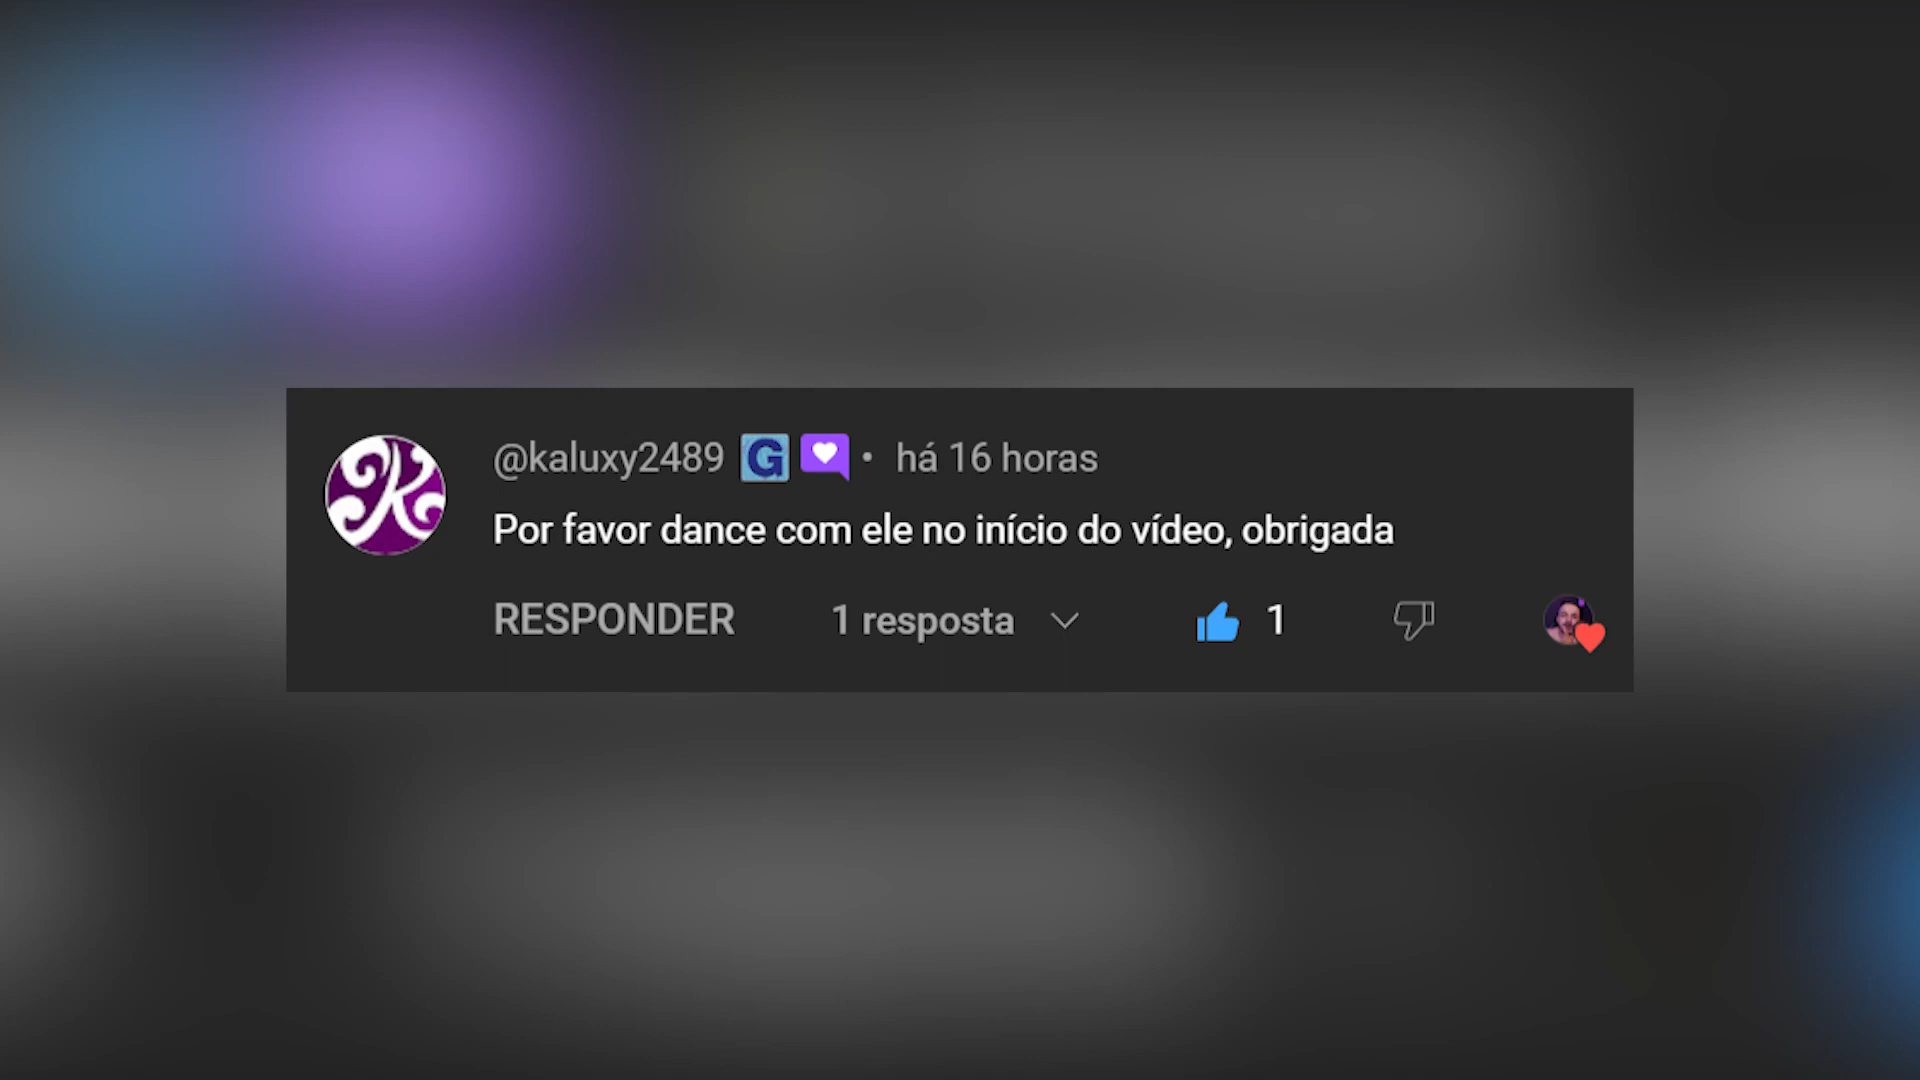 @kaluxy2489 G • há 16 horas
Por favor dance com ele no início do vídeo, obrigada
RESPONDER 1 resposta 1